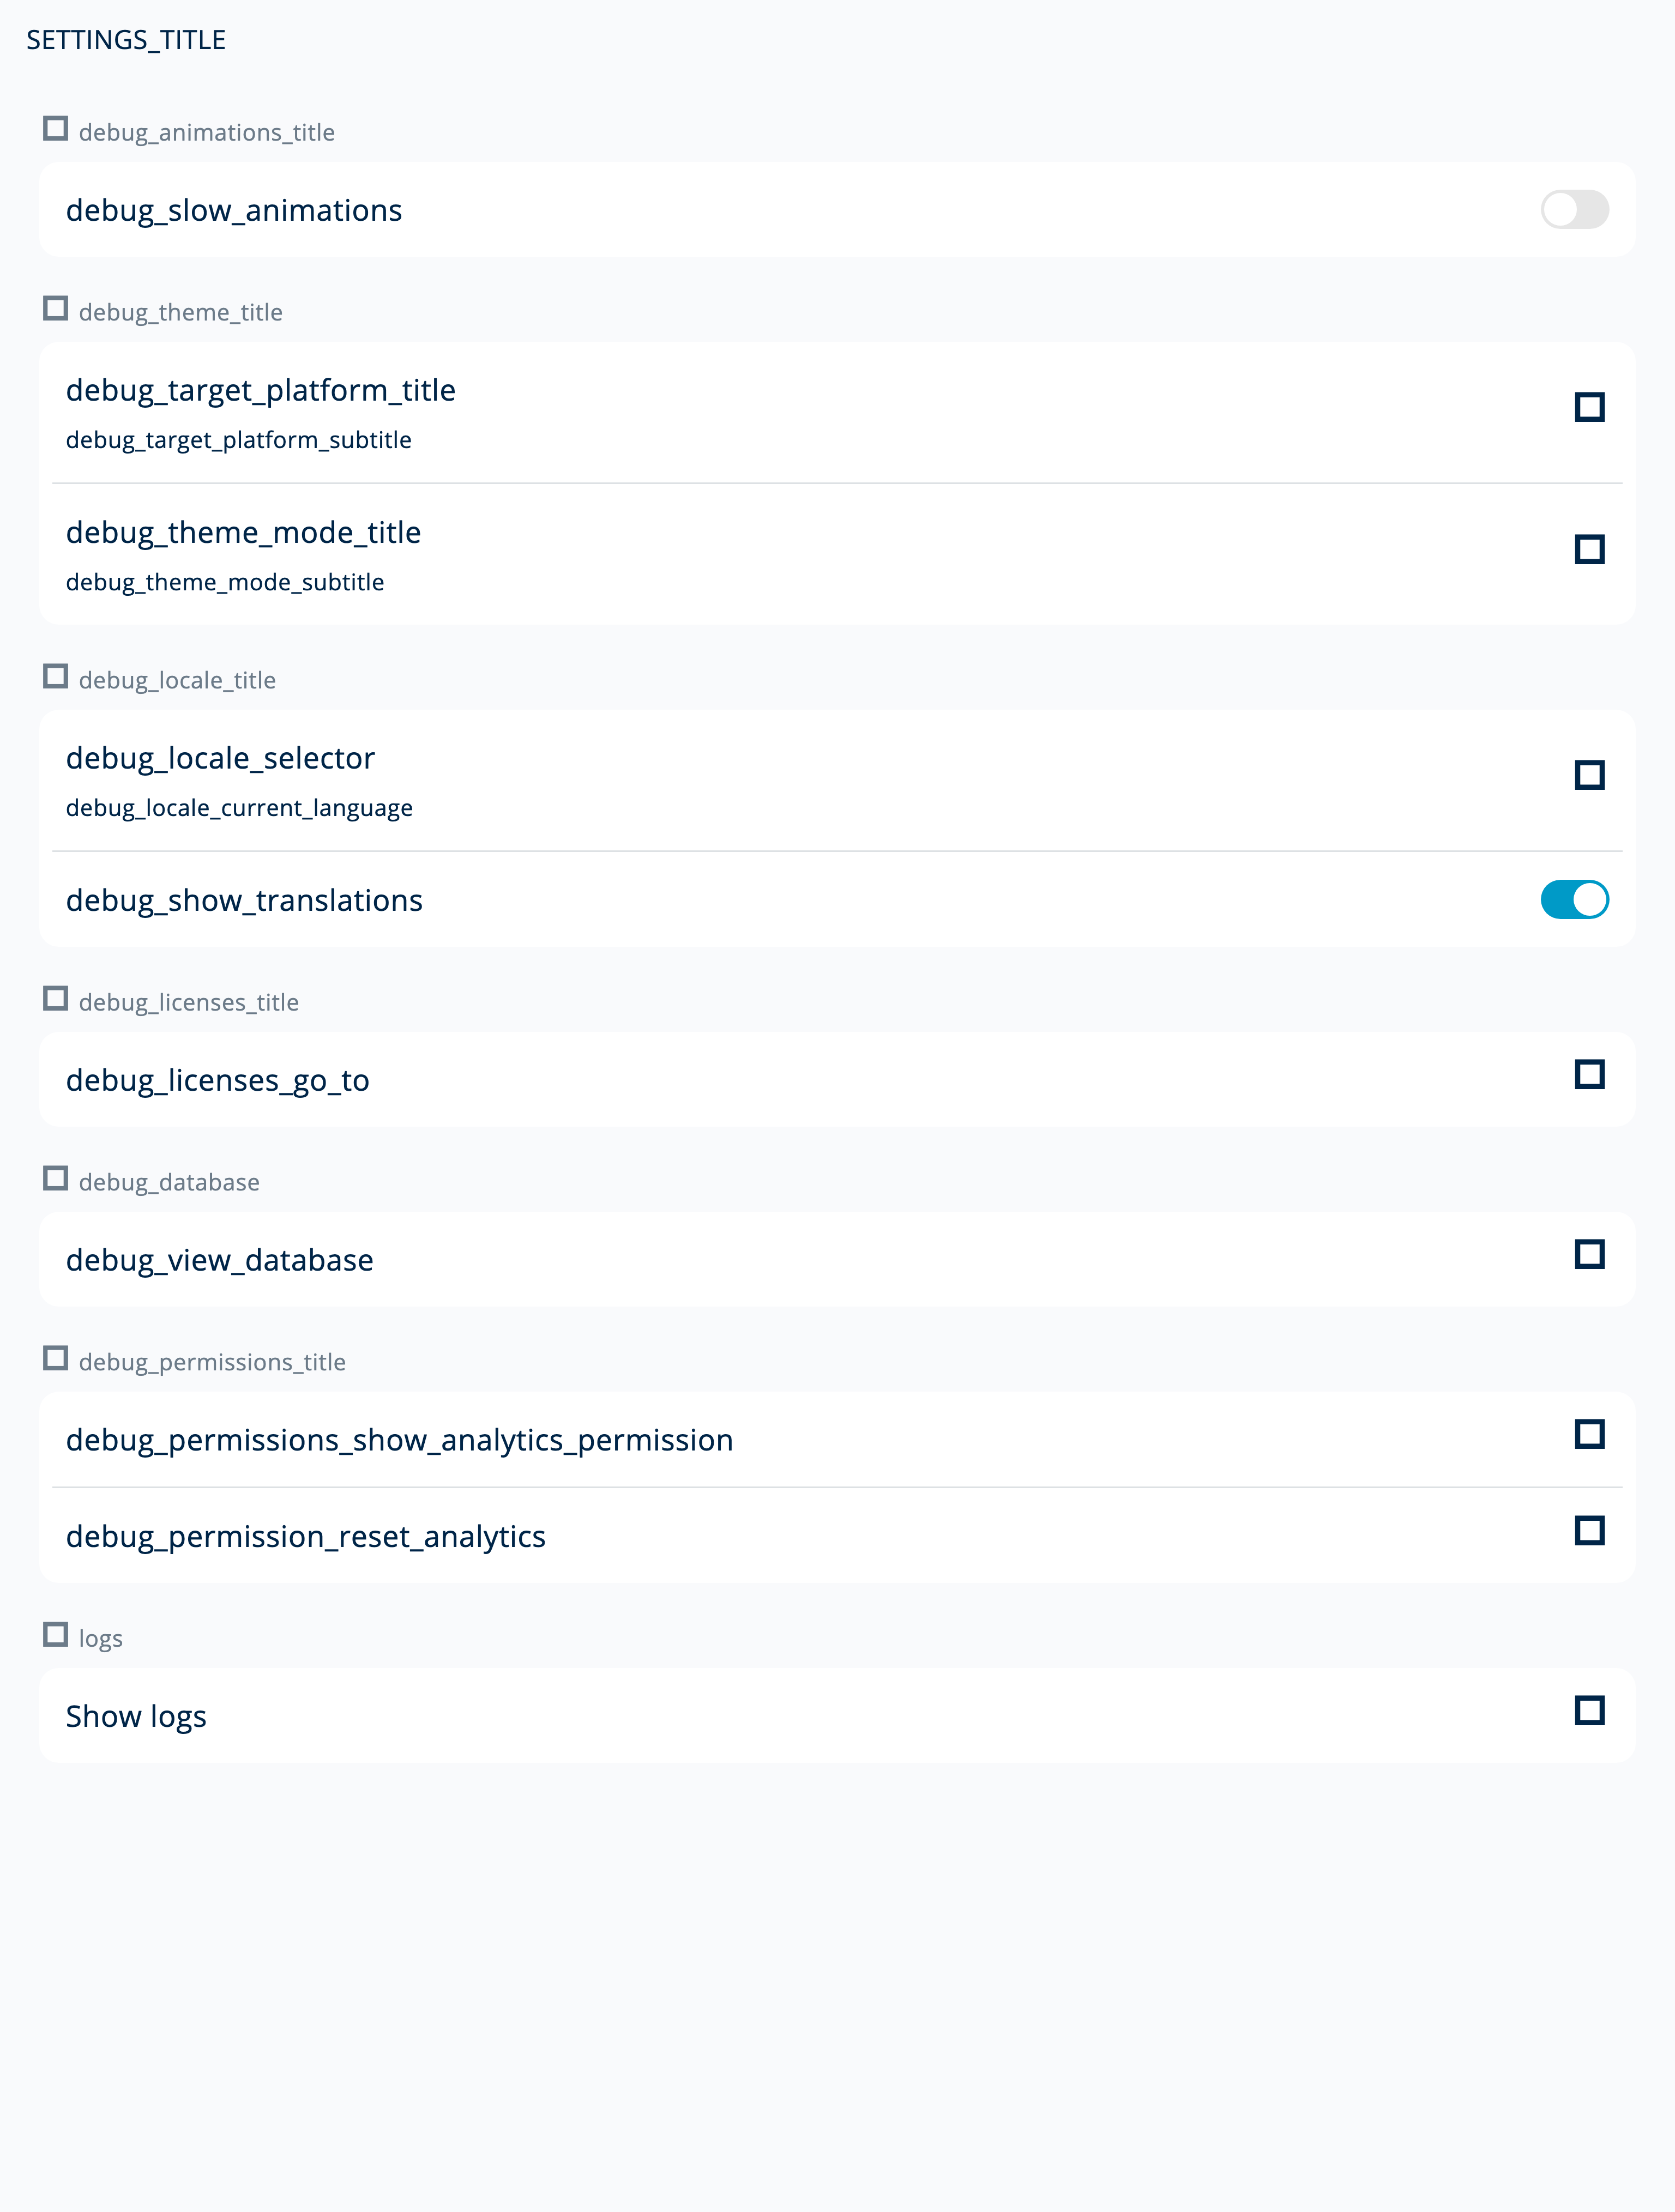 SETTINGS_TITLE
debug_animations_title
debug_slow_animations
debug_theme_title
debug_target_platform_title
debug_target_platform_subtitle
debug_theme_mode_title
debug_theme_mode_subtitle
debug_locale_title
debug_locale_selector
debug_locale_current_language
debug_show_translations
debug_licenses_title
debug_licenses_go_to
debug_database
debug_view_database
debug_permissions_title
debug_permissions_show_analytics_permission
debug_permission_reset_analytics
logs
Show logs